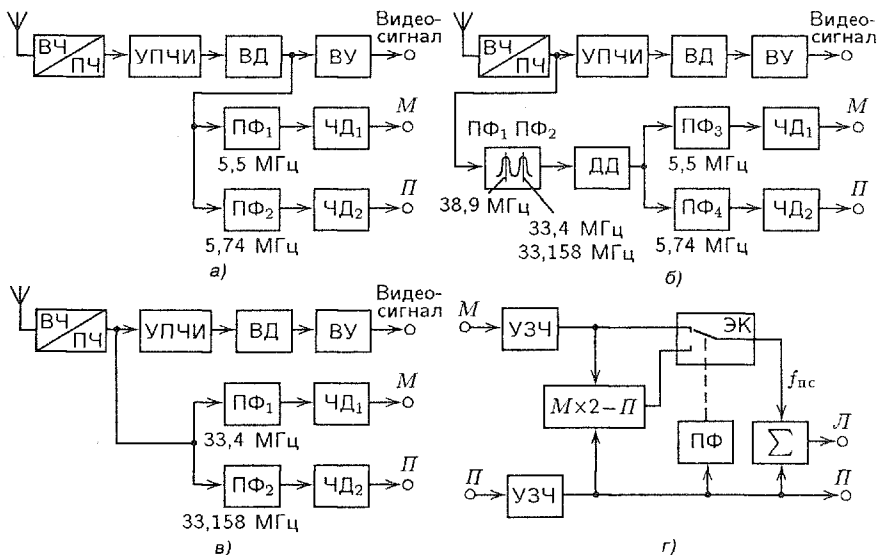 Видео-
сигнал
ВЧ
ПЧ
УПЧИ
ВД
ВУ
ПФ₁
ЧД₁
М
5,5 МГц
ПФ₂
ЧД₂
П
5,74 МГц
а)
Видео-
сигнал
ВЧ
ПЧ
УПЧИ
ВД
ВУ
ПФ₁ ПФ₂
38,9 МГц
33,4 МГц
33,158 МГц
ДД
ПФ₃
ЧД₁
М
5,5 МГц
ПФ₄
ЧД₂
П
5,74 МГц
б)
Видео-
сигнал
ВЧ
ПЧ
УПЧИ
ВД
ВУ
ПФ₁
ЧД₁
М
33,4 МГц
ПФ₂
ЧД₂
П
33,158 МГц
в)
М
УЗЧ
ЭК
fпс
М×2−П
ПФ
∑
Л
П
УЗЧ
П
г)